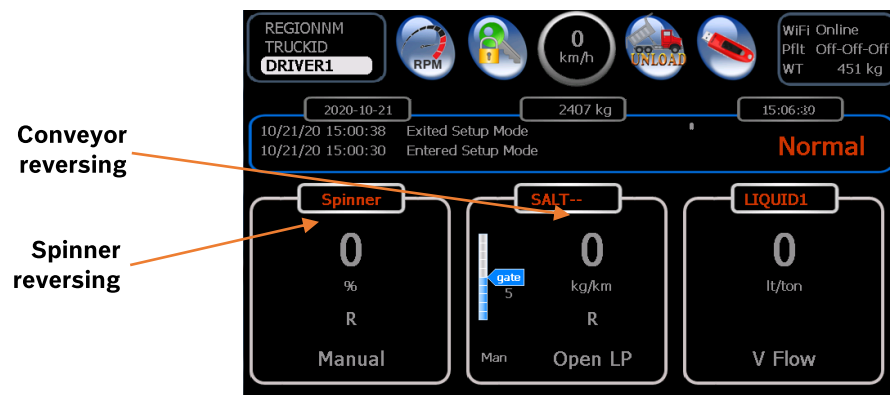 REGIONNM
TRUCKID
DRIVER1
RPM
0
km/h
UNLOAD
WiFi Online
Pflt Off-Off-Off
WT 451 kg
2020-10-21
2407 kg
15:06:39
10/21/20 15:00:38 Exited Setup Mode
10/21/20 15:00:30 Entered Setup Mode
Normal
Conveyor
reversing
Spinner
reversing
Spinner
0
%
R
Manual
SALT--
0
gate
5
kg/km
R
Man Open LP
LIQUID1
0
lt/ton
V Flow